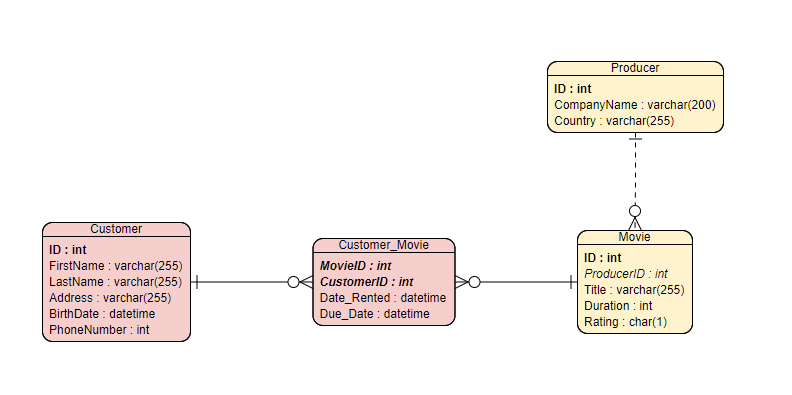 Producer
ID : int
CompanyName : varchar(200)
Country : varchar(255)
Customer
ID : int
FirstName : varchar(255)
LastName : varchar(255)
Address : varchar(255)
BirthDate : datetime
PhoneNumber : int
Customer_Movie
MovieID : int
CustomerID : int
Date_Rented : datetime
Due_Date : datetime
Movie
ID : int
ProducerID : int
Title : varchar(255)
Duration : int
Rating : char(1)